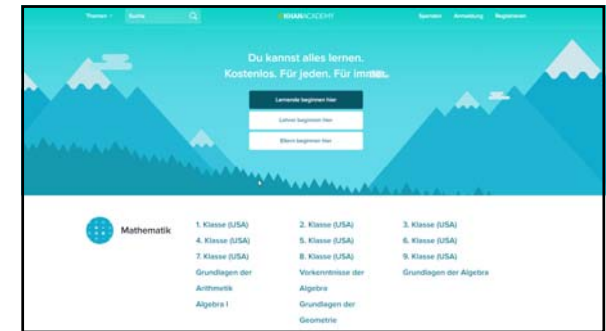 Themen
Suche
KHANACADEMY
Spenden
Anmeldung
Registrieren
Du kannst alles lernen.
Kostenlos. Für jeden. Für immer.
Lernende beginnen hier
Lehrer beginnen hier
Eltern beginnen hier
Mathematik
1. Klasse (USA)
2. Klasse (USA)
3. Klasse (USA)
4. Klasse (USA)
5. Klasse (USA)
6. Klasse (USA)
7. Klasse (USA)
8. Klasse (USA)
9. Klasse (USA)
Grundlagen der
Arithmetik
Vorkenntnisse der
Algebra
Grundlagen der Algebra
Algebra I
Grundlagen der
Geometrie